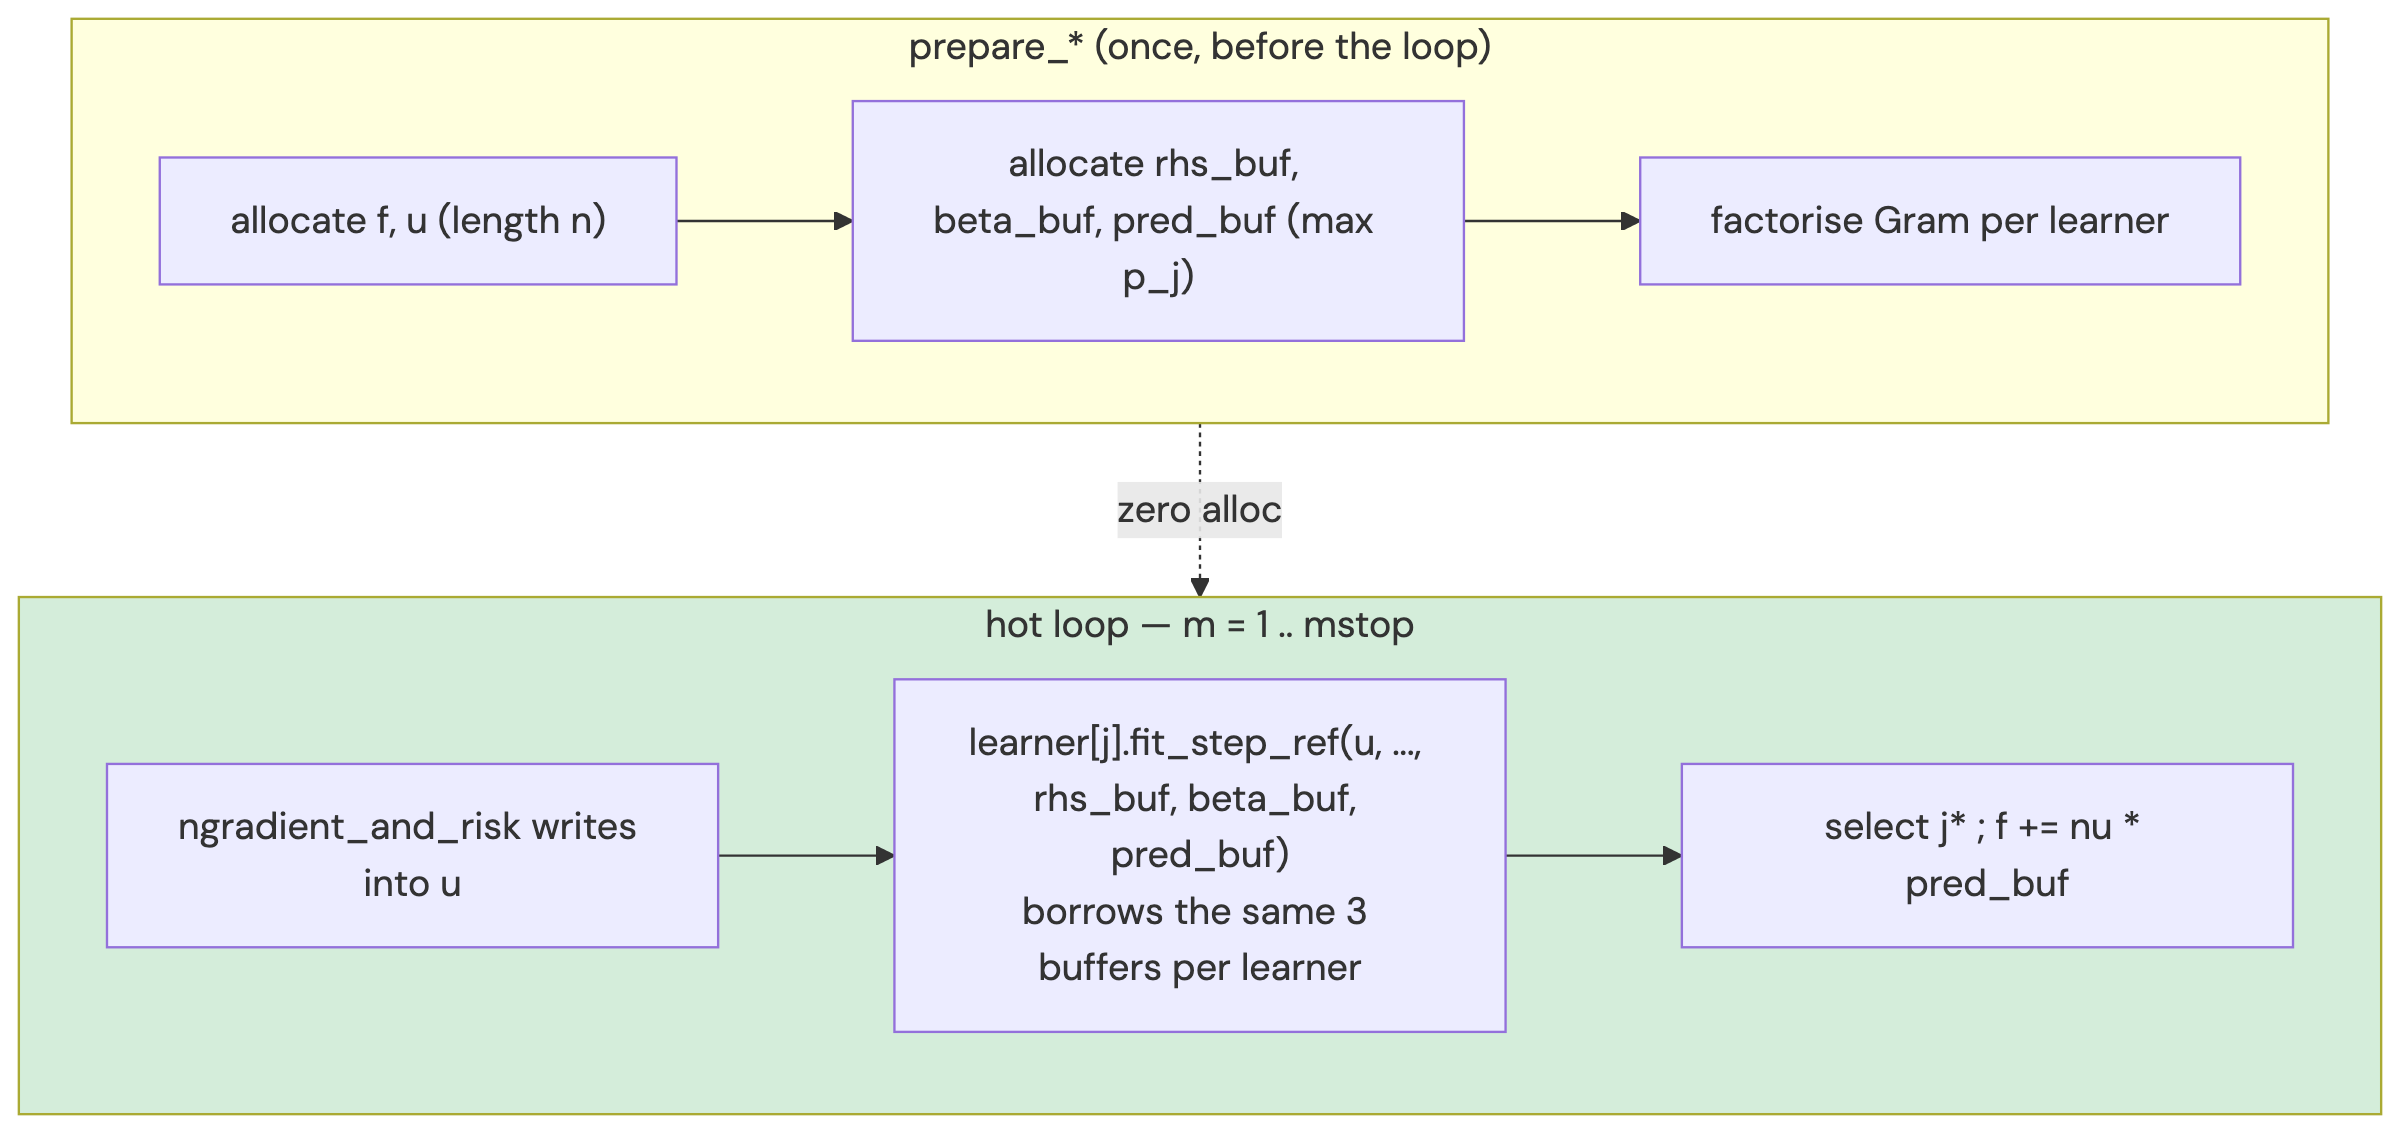 prepare_* (once, before the loop)
allocate f, u (length n)
allocate rhs_buf,
beta_buf, pred_buf (max
p_j)
factorise Gram per learner
zero alloc
hot loop — m = 1 .. mstop
ngradient_and_risk writes
into u
learner[j].fit_step_ref(u, ...,
rhs_buf, beta_buf,
pred_buf)
borrows the same 3
buffers per learner
select j* ; f += nu *
pred_buf